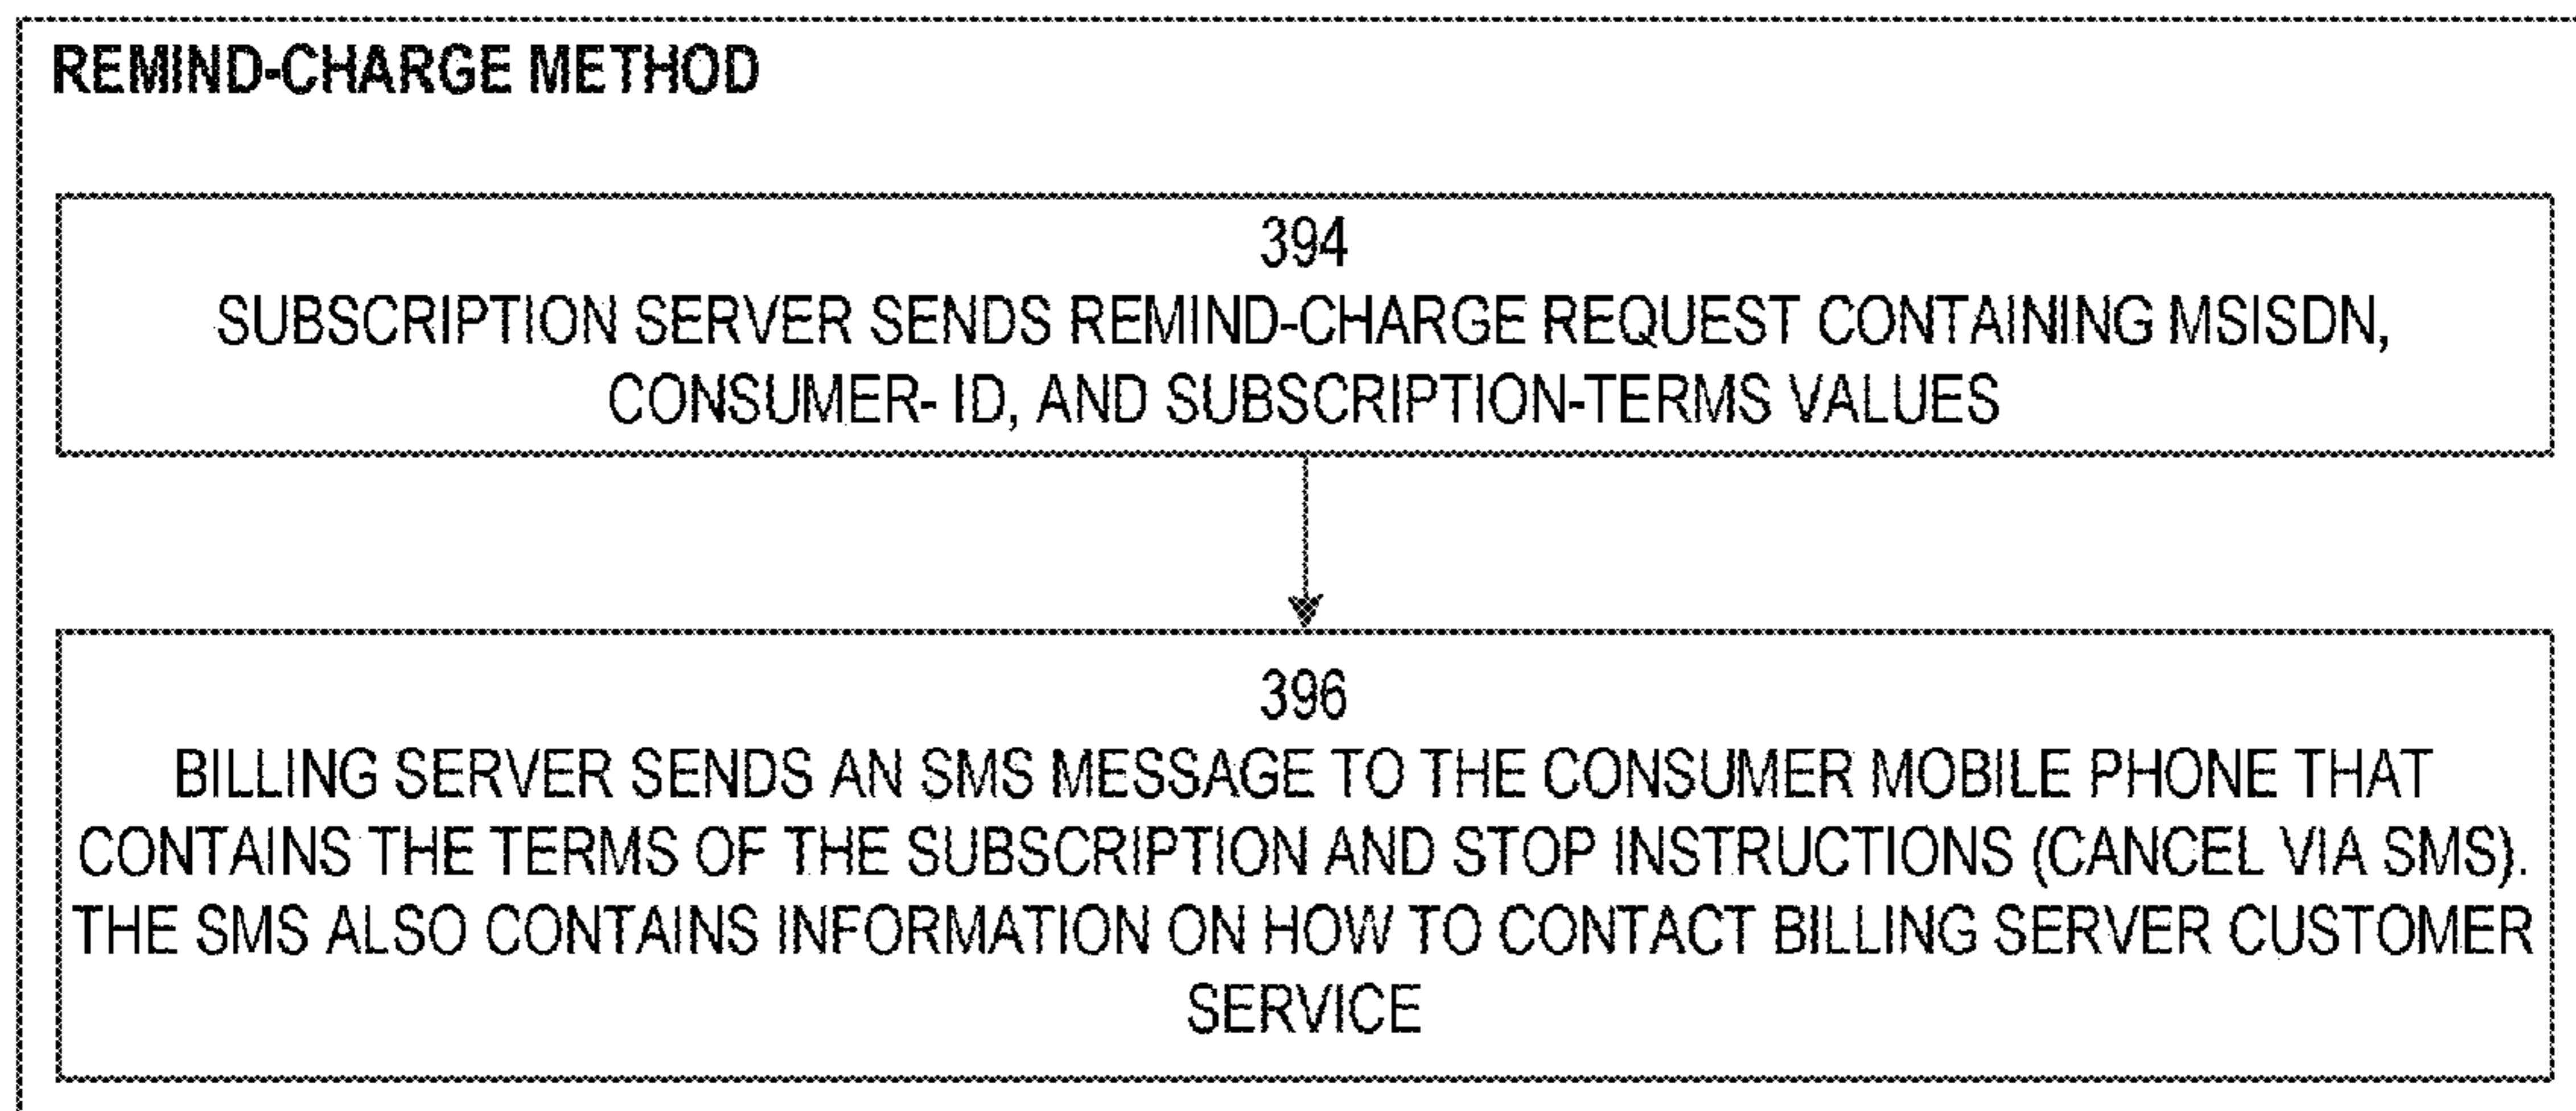 REMIND-CHARGE METHOD
394
SUBSCRIPTION SERVER SENDS REMIND-CHARGE REQUEST CONTAINING MSISDN,
CONSUMER- ID, AND SUBSCRIPTION-TERMS VALUES
396
BILLING SERVER SENDS AN SMS MESSAGE TO THE CONSUMER MOBILE PHONE THAT
CONTAINS THE TERMS OF THE SUBSCRIPTION AND STOP INSTRUCTIONS (CANCEL VIA SMS).
THE SMS ALSO CONTAINS INFORMATION ON HOW TO CONTACT BILLING SERVER CUSTOMER
SERVICE